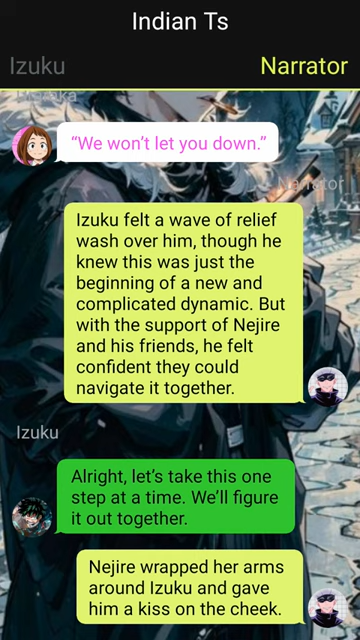 Indian Ts
Izuku
Narrator
Uraraka
“We won’t let you down.”
Narrator
Izuku felt a wave of relief
wash over him, though he
knew this was just the
beginning of a new and
complicated dynamic. But
with the support of Nejire
and his friends, he felt
confident they could
navigate it together.
Izuku
Alright, let’s take this one
step at a time. We’ll figure
it out together.
Nejire wrapped her arms
around Izuku and gave
him a kiss on the cheek.